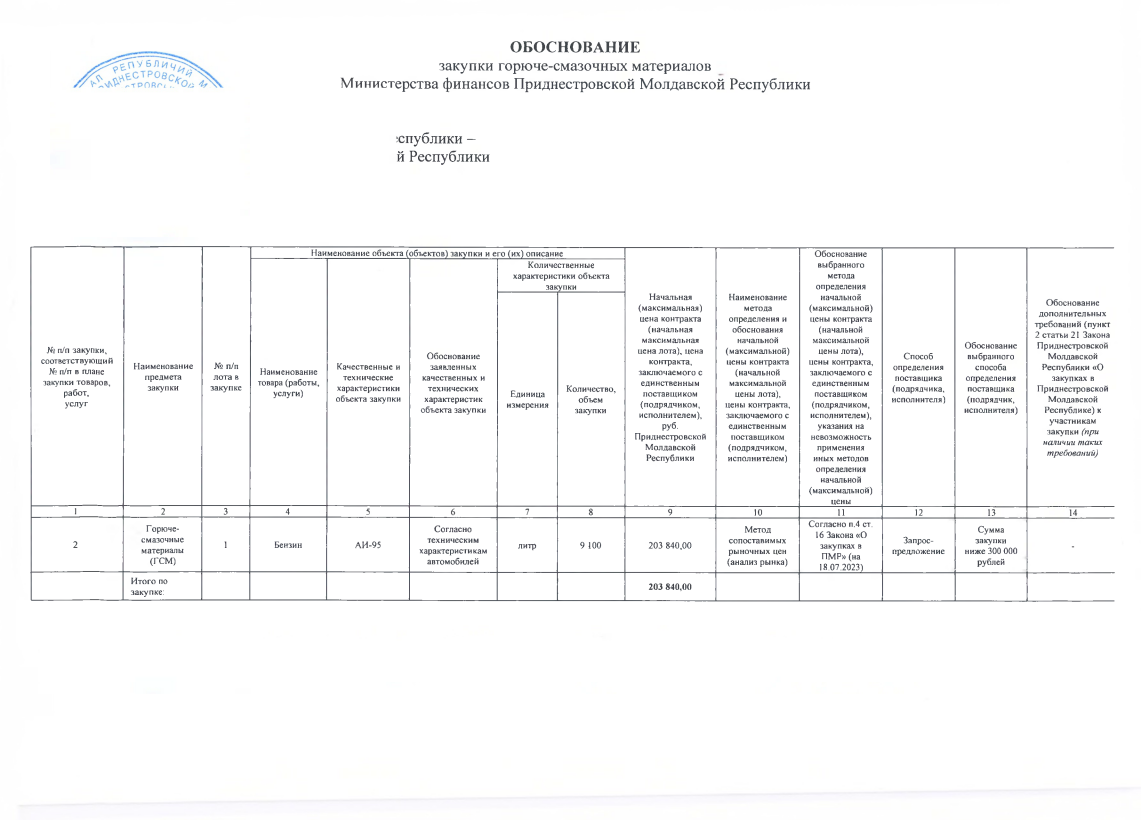 ОБОСНОВАНИЕ
закупки горюче-смазочных материалов
Министерства финансов Приднестровской Молдавской Республики
РЕПУБЛИЧИЙ М
РИДНЕСТРОВСКОЙ
спублики –
й Республики
Наименование объекта (объектов) закупки и его (их) описание
Количественные
характеристики объекта
закупки
№ п/п закупки,
соответствующий
№ п/п в плане
закупки товаров,
работ,
услуг
Наименование
предмета
закупки
№ п/п
лота в
закупке
Наименование
товара (работы,
услуги)
Качественные и
технические
характеристики
объекта закупки
Обоснование
заявленных
качественных и
технических
характеристик
объекта закупки
Единица
измерения
Количество,
объем
закупки
Начальная
(максимальная)
цена контракта
(начальная
максимальная
цена лота), цена
контракта,
заключаемого с
единственным
поставщиком
(подрядчиком,
исполнителем),
руб.
Приднестровской
Молдавской
Республики
Наименование
метода
определения и
обоснования
начальной
(максимальной)
цены контракта
(начальной
максимальной
цены лота),
цены контракта,
заключаемого с
единственным
поставщиком
(подрядчиком,
исполнителем)
Обоснование
выбранного
метода
определения
начальной
(максимальной)
цены контракта
(начальной
максимальной
цены лота),
цены контракта,
заключаемого с
единственным
поставщиком
(подрядчиком,
исполнителем),
указания на
невозможность
применения
иных методов
определения
начальной
(максимальной)
цены
Способ
определения
поставщика
(подрядчика,
исполнителя)
Обоснование
выбранного
способа
определения
поставщика
(подрядчик,
исполнителя)
Обоснование
дополнительных
требований (пункт
2 статьи 21 Закона
Приднестровской
Молдавской
Республики «О
закупках в
Приднестровской
Молдавской
Республике) к
участникам
закупки (при
наличии таких
требований)
1 2 3 4 5 6 7 8 9 10 11 12 13 14
2
Горюче-
смазочные
материалы
(ГСМ)
1
Бензин
АИ-95
Согласно
техническим
характеристикам
автомобилей
литр
9 100
203 840,00
Метод
сопоставимых
рыночных цен
(анализ рынка)
Согласно п.4 ст.
16 Закона «О
закупках в
ПМР» (на
18.07.2023)
Запрос-
предложение
Сумма
закупки
ниже 300 000
рублей
-
Итого по
закупке:
203 840,00